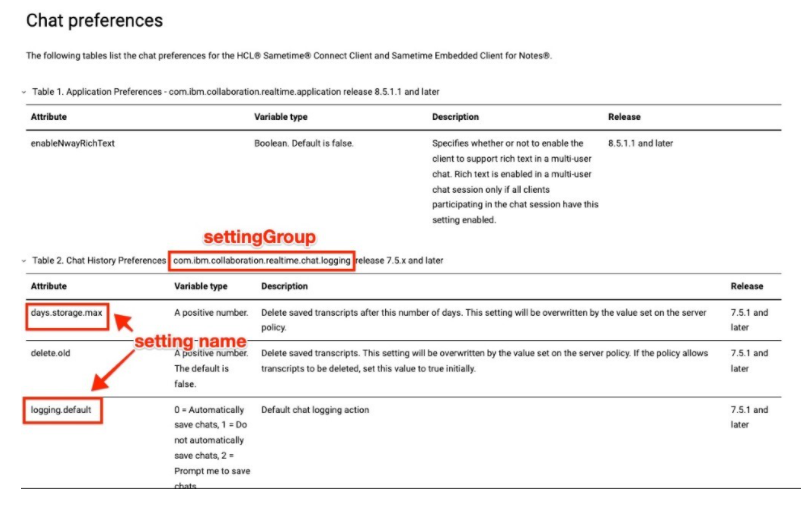 Chat preferences
The following tables list the chat preferences for the HCL® Sametime® Connect Client and Sametime Embedded Client for Notes®.
Table 1. Application Preferences - com.ibm.collaboration.realtime.application release 8.5.1.1 and later
Attribute Variable type Description Release
enableNwayRichText Boolean. Default is false. Specifies whether or not to enable the 8.5.1.1 and later
client to support rich text in a multi-user
chat. Rich text is enabled in a multi-user
chat session only if all clients
participating in the chat session have this
setting enabled.
settingGroup
Table 2. Chat History Preferences com.ibm.collaboration.realtime.chat.logging release 7.5.x and later
Attribute Variable type Description Release
days.storage.max A positive number. Delete saved transcripts after this number of days. This setting will be overwritten by the value set on the server 7.5.1 and
policy. later
setting name
delete.old A positive number. Delete saved transcripts. This setting will be overwritten by the value set on the server policy. If the policy allows 7.5.1 and
The default is transcripts to be deleted, set this value to true initially. later
false.
logging.default 0 = Automatically Default chat logging action 7.5.1 and
save chats, 1 = Do later
not automatically
save chats, 2 =
Prompt me to save
chats